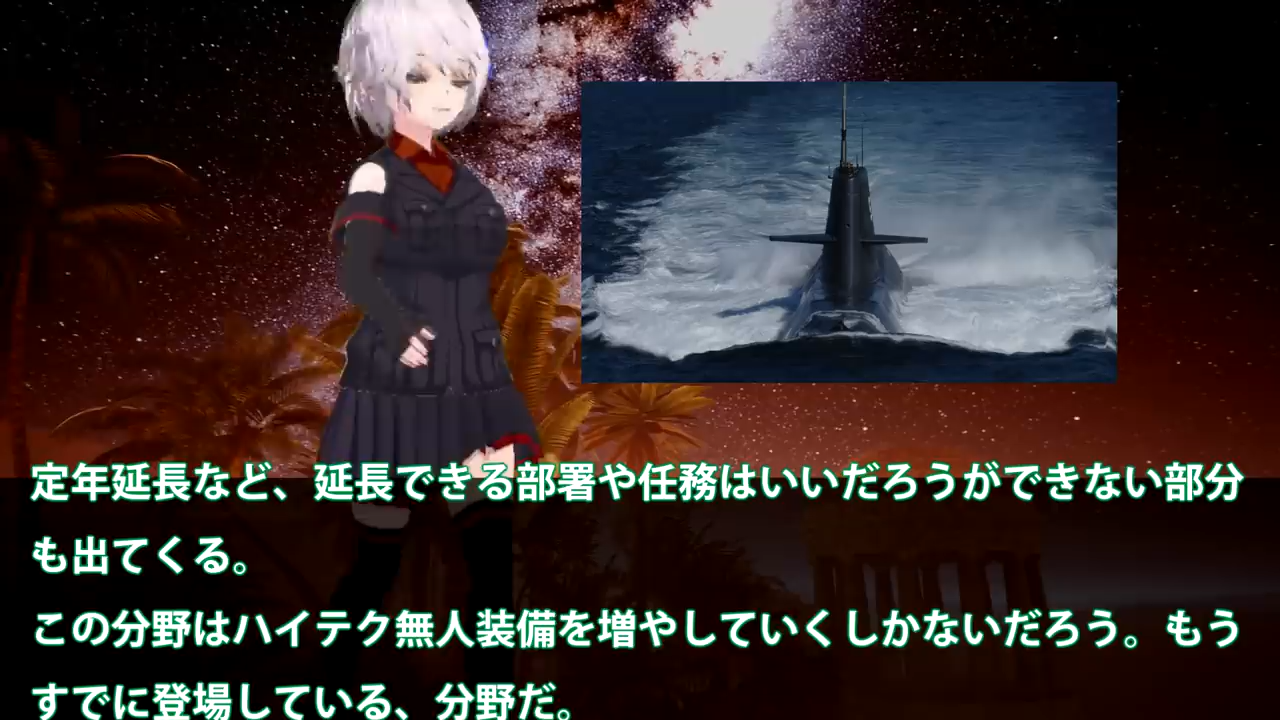 定年延長など、延長できる部署や任務はいいだろうができない部分
も出てくる。
この分野はハイテク無人装備を増やしていくしかないだろう。もう
すでに登場している、分野だ。